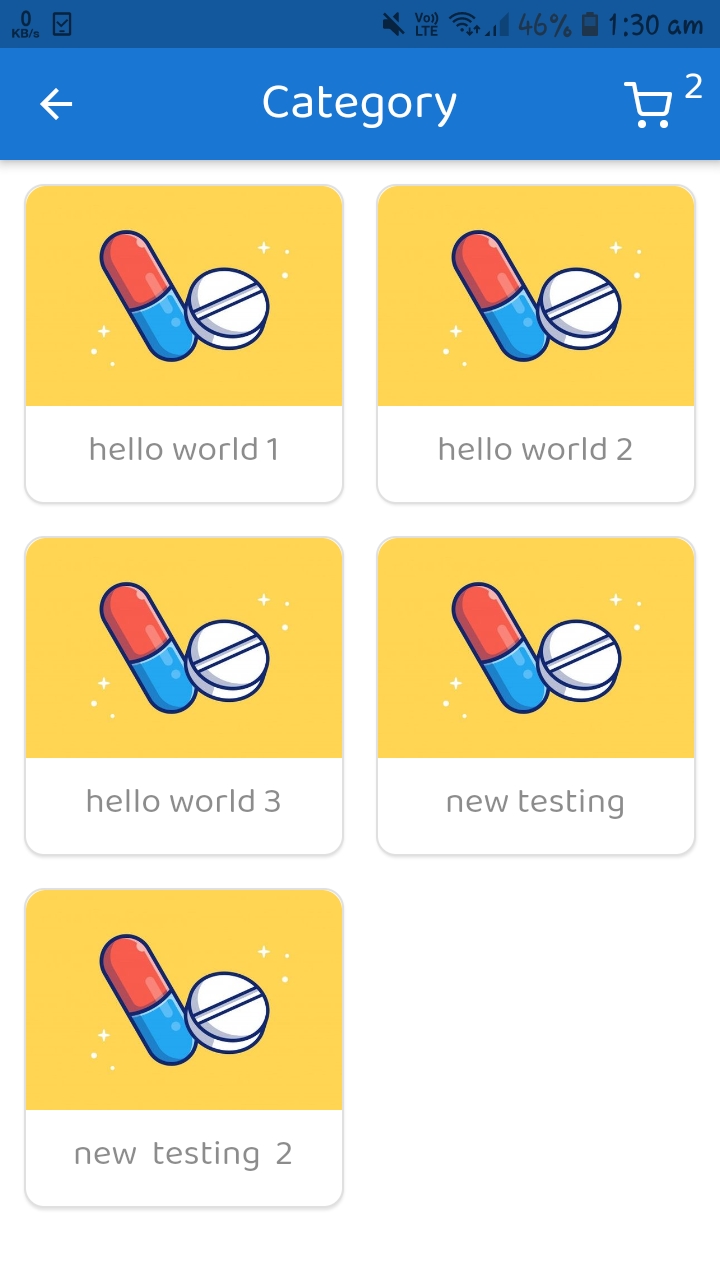 0
KB/s
Vo))
LTE
46%
1:30 am
Category
2
hello world 1
hello world 2
hello world 3
new testing
new testing 2